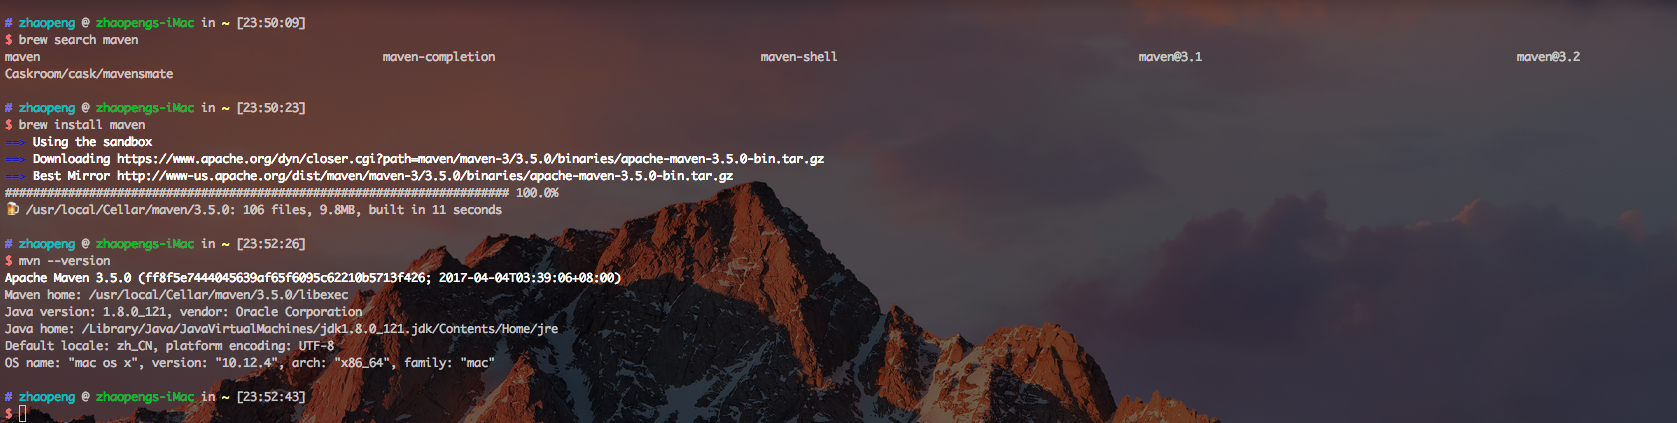 # zhaopeng @ zhaopengs-iMac in ~ [23:50:09]
$ brew search maven
maven maven-completion maven-shell maven@3.1 maven@3.2
Caskroom/cask/mavensmate
# zhaopeng @ zhaopengs-iMac in ~ [23:50:23]
$ brew install maven
==> Using the sandbox
==> Downloading https://www.apache.org/dyn/closer.cgi?path=maven/maven-3/3.5.0/binaries/apache-maven-3.5.0-bin.tar.gz
==> Best Mirror http://www-us.apache.org/dist/maven/maven-3/3.5.0/binaries/apache-maven-3.5.0-bin.tar.gz
######################################################################## 100.0%
🍺 /usr/local/Cellar/maven/3.5.0: 106 files, 9.8MB, built in 11 seconds
# zhaopeng @ zhaopengs-iMac in ~ [23:52:26]
$ mvn --version
Apache Maven 3.5.0 (ff8f5e7444045639af65f6095c62210b5713f426; 2017-04-04T03:39:06+08:00)
Maven home: /usr/local/Cellar/maven/3.5.0/libexec
Java version: 1.8.0_121, vendor: Oracle Corporation
Java home: /Library/Java/JavaVirtualMachines/jdk1.8.0_121.jdk/Contents/Home/jre
Default locale: zh_CN, platform encoding: UTF-8
OS name: "mac os x", version: "10.12.4", arch: "x86_64", family: "mac"
# zhaopeng @ zhaopengs-iMac in ~ [23:52:43]
$